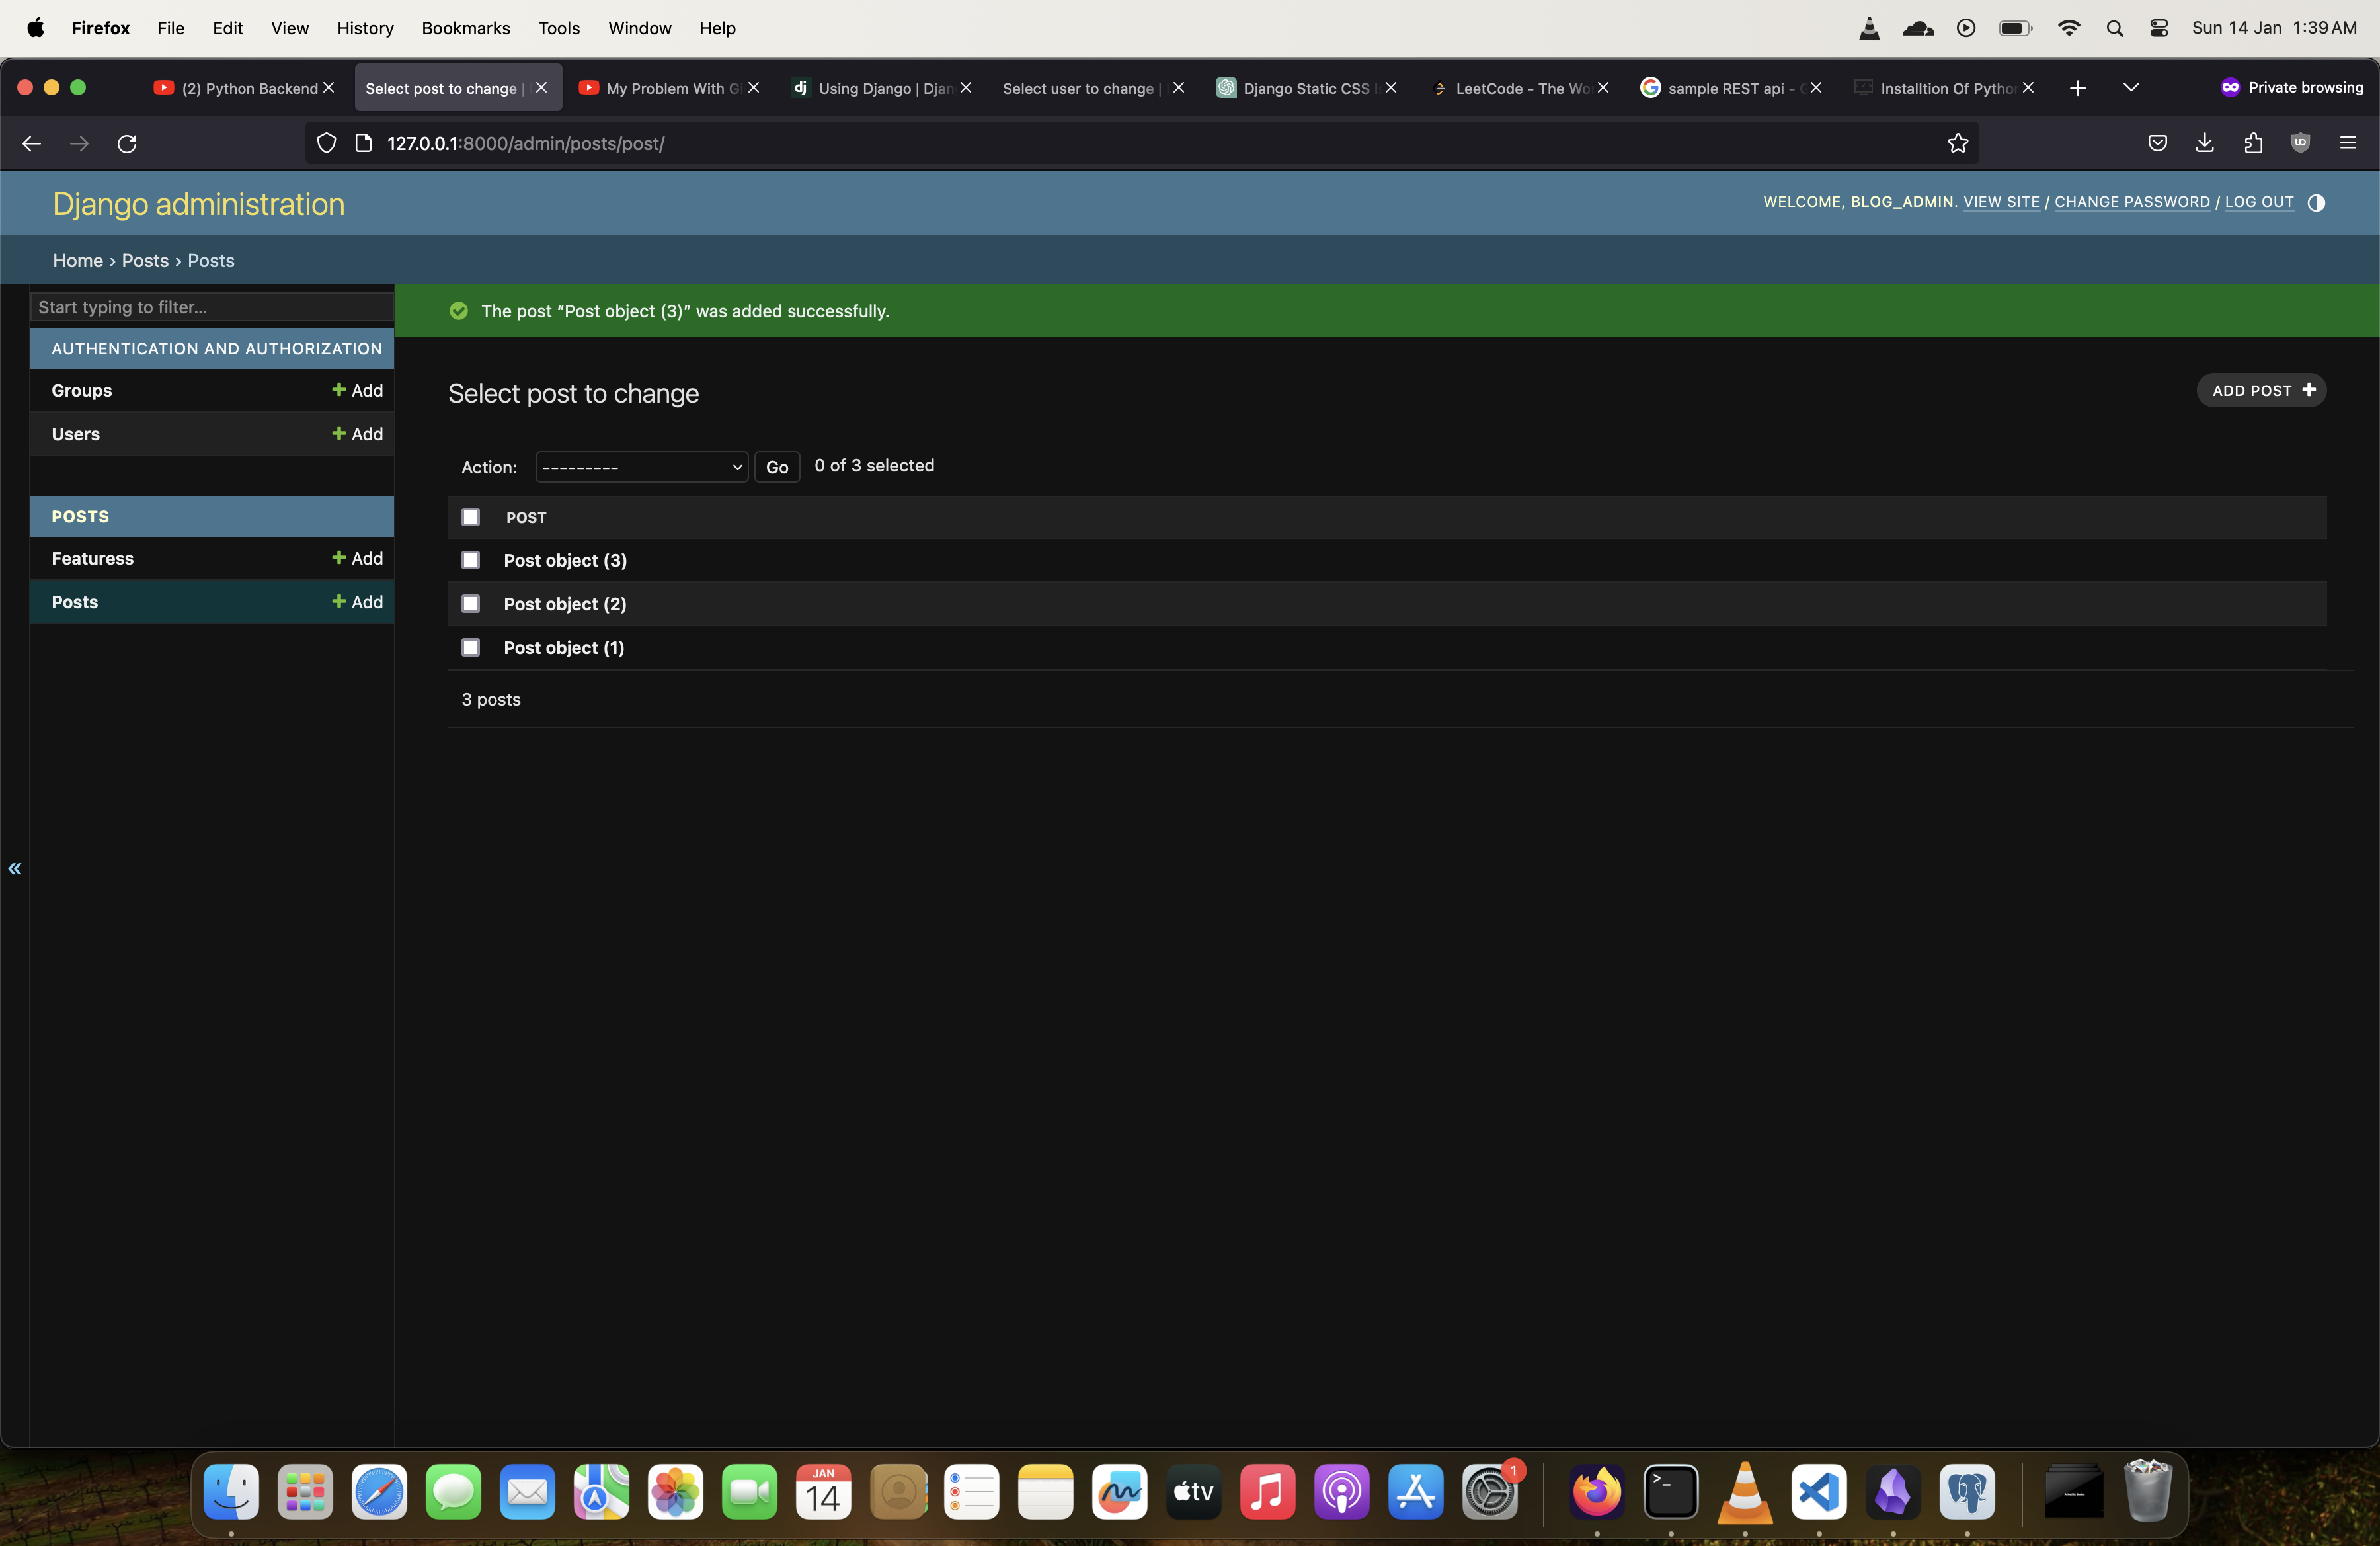 Firefox File Edit View History Bookmarks Tools Window Help Sun 14 Jan 1:39 AM
(2) Python Backend Select post to change | My Problem With G Using Django | Djan Select user to change | Django Static CSS I LeetCode - The Wo sample REST api - Installtion Of Python Private browsing
127.0.0.1:8000/admin/posts/post/
Django administration
WELCOME, BLOG_ADMIN. VIEW SITE / CHANGE PASSWORD / LOG OUT
Home › Posts › Posts
Start typing to filter...
AUTHENTICATION AND AUTHORIZATION
Groups + Add
Users + Add
POSTS
Featuress + Add
Posts + Add
The post “Post object (3)” was added successfully.
Select post to change
ADD POST +
Action: --------- Go 0 of 3 selected
POST
Post object (3)
Post object (2)
Post object (1)
3 posts
«
JAN
14
tv
1
>_